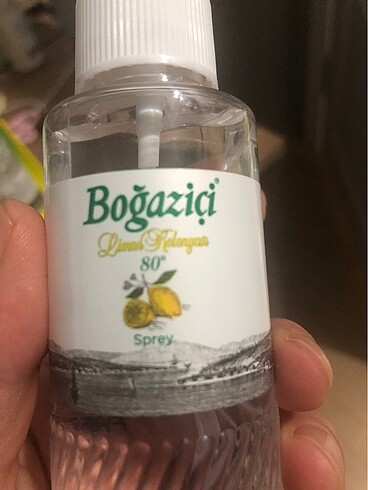 Boğaziçi®
Limon Kolonyası
80°
Sprey